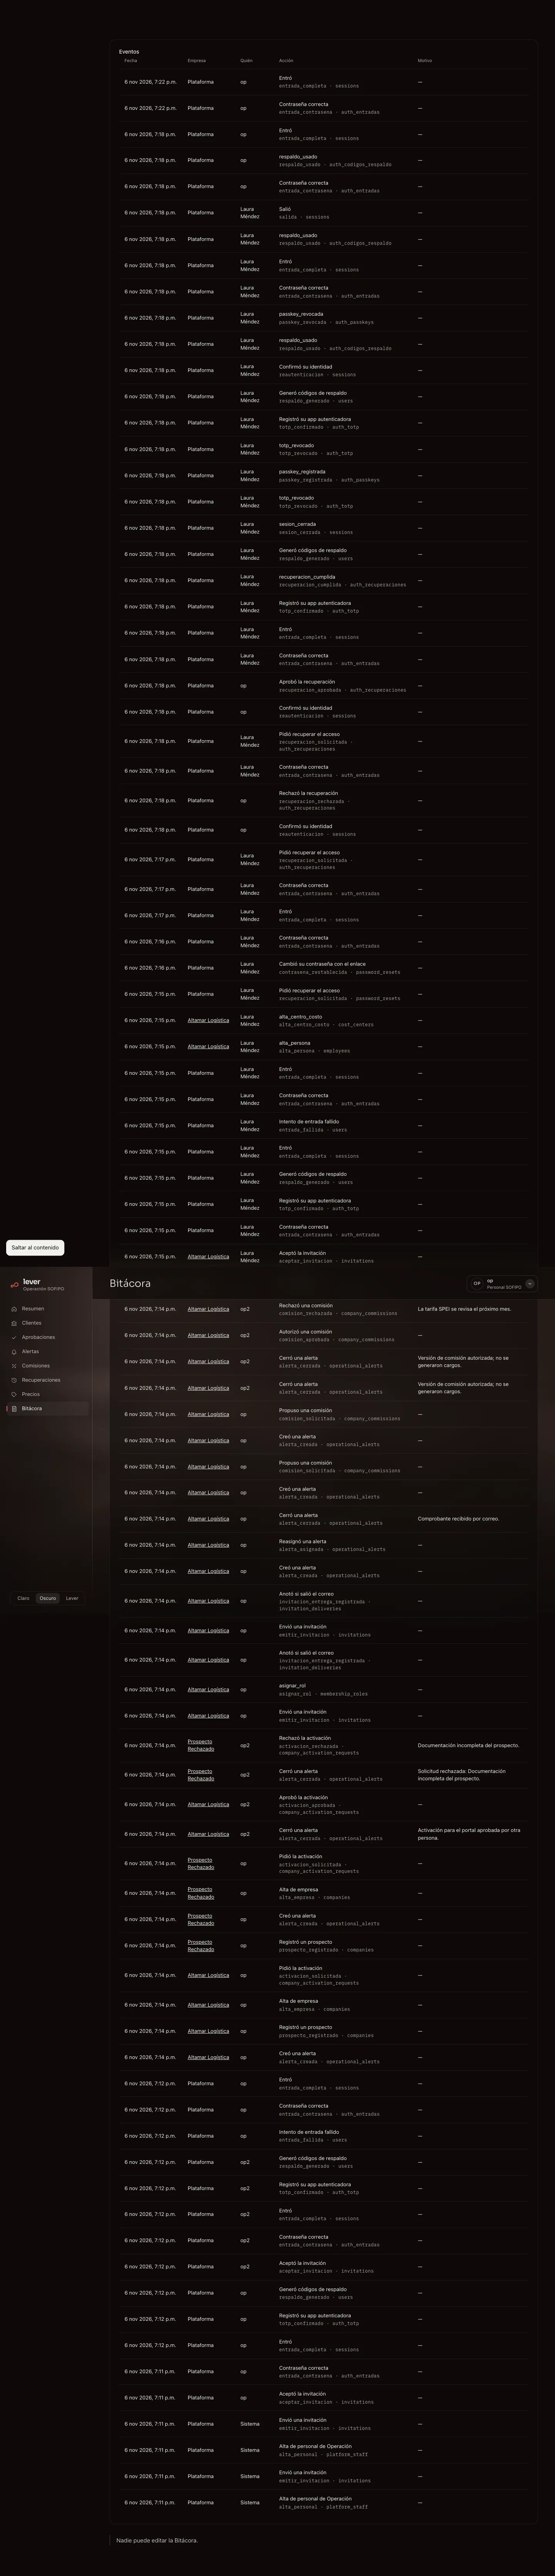 Eventos
Fecha Empresa Quién Acción Motivo
6 nov 2026, 7:22 p.m. Plataforma op Entró —
entrada_completa · sessions
6 nov 2026, 7:22 p.m. Plataforma op Contraseña correcta —
entrada_contrasena · auth_entradas
6 nov 2026, 7:18 p.m. Plataforma op Entró —
entrada_completa · sessions
6 nov 2026, 7:18 p.m. Plataforma op respaldo_usado —
respaldo_usado · auth_codigos_respaldo
6 nov 2026, 7:18 p.m. Plataforma op Contraseña correcta —
entrada_contrasena · auth_entradas
6 nov 2026, 7:18 p.m. Plataforma Laura Méndez Salió —
salida · sessions
6 nov 2026, 7:18 p.m. Plataforma Laura Méndez respaldo_usado —
respaldo_usado · auth_codigos_respaldo
6 nov 2026, 7:18 p.m. Plataforma Laura Méndez Entró —
entrada_completa · sessions
6 nov 2026, 7:18 p.m. Plataforma Laura Méndez Contraseña correcta —
entrada_contrasena · auth_entradas
6 nov 2026, 7:18 p.m. Plataforma Laura Méndez passkey_revocada —
passkey_revocada · auth_passkeys
6 nov 2026, 7:18 p.m. Plataforma Laura Méndez respaldo_usado —
respaldo_usado · auth_codigos_respaldo
6 nov 2026, 7:18 p.m. Plataforma Laura Méndez Confirmó su identidad —
reautenticacion · sessions
6 nov 2026, 7:18 p.m. Plataforma Laura Méndez Generó códigos de respaldo —
respaldo_generado · users
6 nov 2026, 7:18 p.m. Plataforma Laura Méndez Registró su app autenticadora —
totp_confirmado · auth_totp
6 nov 2026, 7:18 p.m. Plataforma Laura Méndez totp_revocado —
totp_revocado · auth_totp
6 nov 2026, 7:18 p.m. Plataforma Laura Méndez passkey_registrada —
passkey_registrada · auth_passkeys
6 nov 2026, 7:18 p.m. Plataforma Laura Méndez totp_revocado —
totp_revocado · auth_totp
6 nov 2026, 7:18 p.m. Plataforma Laura Méndez sesion_cerrada —
sesion_cerrada · sessions
6 nov 2026, 7:18 p.m. Plataforma Laura Méndez Generó códigos de respaldo —
respaldo_generado · users
6 nov 2026, 7:18 p.m. Plataforma Laura Méndez recuperacion_cumplida —
recuperacion_cumplida · auth_recuperaciones
6 nov 2026, 7:18 p.m. Plataforma Laura Méndez Registró su app autenticadora —
totp_confirmado · auth_totp
6 nov 2026, 7:18 p.m. Plataforma Laura Méndez Entró —
entrada_completa · sessions
6 nov 2026, 7:18 p.m. Plataforma Laura Méndez Contraseña correcta —
entrada_contrasena · auth_entradas
6 nov 2026, 7:18 p.m. Plataforma op Aprobó la recuperación —
recuperacion_aprobada · auth_recuperaciones
6 nov 2026, 7:18 p.m. Plataforma op Confirmó su identidad —
reautenticacion · sessions
6 nov 2026, 7:18 p.m. Plataforma Laura Méndez Pidió recuperar el acceso —
recuperacion_solicitada ·
auth_recuperaciones
6 nov 2026, 7:18 p.m. Plataforma Laura Méndez Contraseña correcta —
entrada_contrasena · auth_entradas
6 nov 2026, 7:18 p.m. Plataforma op Rechazó la recuperación —
recuperacion_rechazada ·
auth_recuperaciones
6 nov 2026, 7:18 p.m. Plataforma op Confirmó su identidad —
reautenticacion · sessions
6 nov 2026, 7:17 p.m. Plataforma Laura Méndez Pidió recuperar el acceso —
recuperacion_solicitada ·
auth_recuperaciones
6 nov 2026, 7:17 p.m. Plataforma Laura Méndez Contraseña correcta —
entrada_contrasena · auth_entradas
6 nov 2026, 7:17 p.m. Plataforma Laura Méndez Entró —
entrada_completa · sessions
6 nov 2026, 7:16 p.m. Plataforma Laura Méndez Contraseña correcta —
entrada_contrasena · auth_entradas
6 nov 2026, 7:16 p.m. Plataforma Laura Méndez Cambió su contraseña con el enlace —
contrasena_restablecida · password_resets
6 nov 2026, 7:15 p.m. Plataforma Laura Méndez Pidió recuperar el acceso —
recuperacion_solicitada · password_resets
6 nov 2026, 7:15 p.m. Altamar Logística Laura Méndez alta_centro_costo —
alta_centro_costo · cost_centers
6 nov 2026, 7:15 p.m. Altamar Logística Laura Méndez alta_persona —
alta_persona · employees
6 nov 2026, 7:15 p.m. Plataforma Laura Méndez Entró —
entrada_completa · sessions
6 nov 2026, 7:15 p.m. Plataforma Laura Méndez Contraseña correcta —
entrada_contrasena · auth_entradas
6 nov 2026, 7:15 p.m. Plataforma Laura Méndez Intento de entrada fallido —
entrada_fallida · users
6 nov 2026, 7:15 p.m. Plataforma Laura Méndez Entró —
entrada_completa · sessions
6 nov 2026, 7:15 p.m. Plataforma Laura Méndez Generó códigos de respaldo —
respaldo_generado · users
6 nov 2026, 7:15 p.m. Plataforma Laura Méndez Registró su app autenticadora —
totp_confirmado · auth_totp
6 nov 2026, 7:15 p.m. Plataforma Laura Méndez Contraseña correcta —
entrada_contrasena · auth_entradas
Saltar al contenido
6 nov 2026, 7:15 p.m. Altamar Logística Laura Méndez Aceptó la invitación —
aceptar_invitacion · invitations
lever
Operación SOFIPO
Resumen
Clientes
Aprobaciones
Alertas
Comisiones
Recuperaciones
Precios
Bitácora
Claro Oscuro Lever
Bitácora
OP op
Personal SOFIPO
6 nov 2026, 7:14 p.m. Altamar Logística op2 Rechazó una comisión La tarifa SPEI se revisa el próximo mes.
comision_rechazada · company_commissions
6 nov 2026, 7:14 p.m. Altamar Logística op2 Autorizó una comisión —
comision_aprobada · company_commissions
6 nov 2026, 7:14 p.m. Altamar Logística op2 Cerró una alerta Versión de comisión autorizada; no se
alerta_cerrada · operational_alerts generaron cargos.
6 nov 2026, 7:14 p.m. Altamar Logística op2 Cerró una alerta Versión de comisión autorizada; no se
alerta_cerrada · operational_alerts generaron cargos.
6 nov 2026, 7:14 p.m. Altamar Logística op Propuso una comisión —
comision_solicitada · company_commissions
6 nov 2026, 7:14 p.m. Altamar Logística op Creó una alerta —
alerta_creada · operational_alerts
6 nov 2026, 7:14 p.m. Altamar Logística op Propuso una comisión —
comision_solicitada · company_commissions
6 nov 2026, 7:14 p.m. Altamar Logística op Creó una alerta —
alerta_creada · operational_alerts
6 nov 2026, 7:14 p.m. Altamar Logística op Cerró una alerta Comprobante recibido por correo.
alerta_cerrada · operational_alerts
6 nov 2026, 7:14 p.m. Altamar Logística op Reasignó una alerta —
alerta_asignada · operational_alerts
6 nov 2026, 7:14 p.m. Altamar Logística op Creó una alerta —
alerta_creada · operational_alerts
6 nov 2026, 7:14 p.m. Altamar Logística op Anotó si salió el correo —
invitacion_entrega_registrada ·
invitation_deliveries
6 nov 2026, 7:14 p.m. Altamar Logística op Envió una invitación —
emitir_invitacion · invitations
6 nov 2026, 7:14 p.m. Altamar Logística op Anotó si salió el correo —
invitacion_entrega_registrada ·
invitation_deliveries
6 nov 2026, 7:14 p.m. Altamar Logística op asignar_rol —
asignar_rol · membership_roles
6 nov 2026, 7:14 p.m. Altamar Logística op Envió una invitación —
emitir_invitacion · invitations
6 nov 2026, 7:14 p.m. Prospecto Rechazado op2 Rechazó la activación Documentación incompleta del prospecto.
activacion_rechazada ·
company_activation_requests
6 nov 2026, 7:14 p.m. Prospecto Rechazado op2 Cerró una alerta Solicitud rechazada: Documentación
alerta_cerrada · operational_alerts incompleta del prospecto.
6 nov 2026, 7:14 p.m. Altamar Logística op2 Aprobó la activación —
activacion_aprobada ·
company_activation_requests
6 nov 2026, 7:14 p.m. Altamar Logística op2 Cerró una alerta Activación para el portal aprobada por otra
alerta_cerrada · operational_alerts persona.
6 nov 2026, 7:14 p.m. Prospecto Rechazado op Pidió la activación —
activacion_solicitada ·
company_activation_requests
6 nov 2026, 7:14 p.m. Prospecto Rechazado op Alta de empresa —
alta_empresa · companies
6 nov 2026, 7:14 p.m. Prospecto Rechazado op Creó una alerta —
alerta_creada · operational_alerts
6 nov 2026, 7:14 p.m. Prospecto Rechazado op Registró un prospecto —
prospecto_registrado · companies
6 nov 2026, 7:14 p.m. Altamar Logística op Pidió la activación —
activacion_solicitada ·
company_activation_requests
6 nov 2026, 7:14 p.m. Altamar Logística op Alta de empresa —
alta_empresa · companies
6 nov 2026, 7:14 p.m. Altamar Logística op Registró un prospecto —
prospecto_registrado · companies
6 nov 2026, 7:14 p.m. Altamar Logística op Creó una alerta —
alerta_creada · operational_alerts
6 nov 2026, 7:12 p.m. Plataforma op Entró —
entrada_completa · sessions
6 nov 2026, 7:12 p.m. Plataforma op Contraseña correcta —
entrada_contrasena · auth_entradas
6 nov 2026, 7:12 p.m. Plataforma op Intento de entrada fallido —
entrada_fallida · users
6 nov 2026, 7:12 p.m. Plataforma op2 Generó códigos de respaldo —
respaldo_generado · users
6 nov 2026, 7:12 p.m. Plataforma op2 Registró su app autenticadora —
totp_confirmado · auth_totp
6 nov 2026, 7:12 p.m. Plataforma op2 Entró —
entrada_completa · sessions
6 nov 2026, 7:12 p.m. Plataforma op2 Contraseña correcta —
entrada_contrasena · auth_entradas
6 nov 2026, 7:12 p.m. Plataforma op2 Aceptó la invitación —
aceptar_invitacion · invitations
6 nov 2026, 7:12 p.m. Plataforma op Generó códigos de respaldo —
respaldo_generado · users
6 nov 2026, 7:12 p.m. Plataforma op Registró su app autenticadora —
totp_confirmado · auth_totp
6 nov 2026, 7:12 p.m. Plataforma op Entró —
entrada_completa · sessions
6 nov 2026, 7:11 p.m. Plataforma op Contraseña correcta —
entrada_contrasena · auth_entradas
6 nov 2026, 7:11 p.m. Plataforma op Aceptó la invitación —
aceptar_invitacion · invitations
6 nov 2026, 7:11 p.m. Plataforma Sistema Envió una invitación —
emitir_invitacion · invitations
6 nov 2026, 7:11 p.m. Plataforma Sistema Alta de personal de Operación —
alta_personal · platform_staff
6 nov 2026, 7:11 p.m. Plataforma Sistema Envió una invitación —
emitir_invitacion · invitations
6 nov 2026, 7:11 p.m. Plataforma Sistema Alta de personal de Operación —
alta_personal · platform_staff
Nadie puede editar la Bitácora.